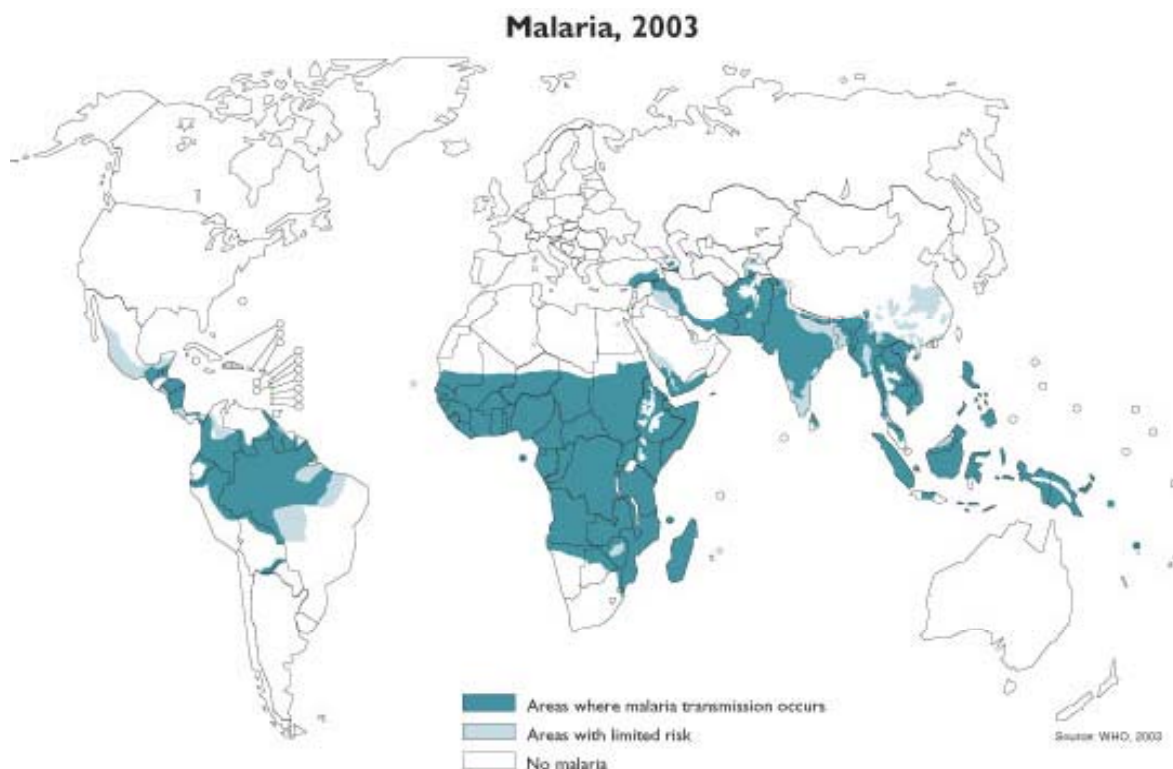 Malaria, 2003
Areas where malaria transmission occurs
Areas with limited risk
No malaria
Source: WHO, 2003